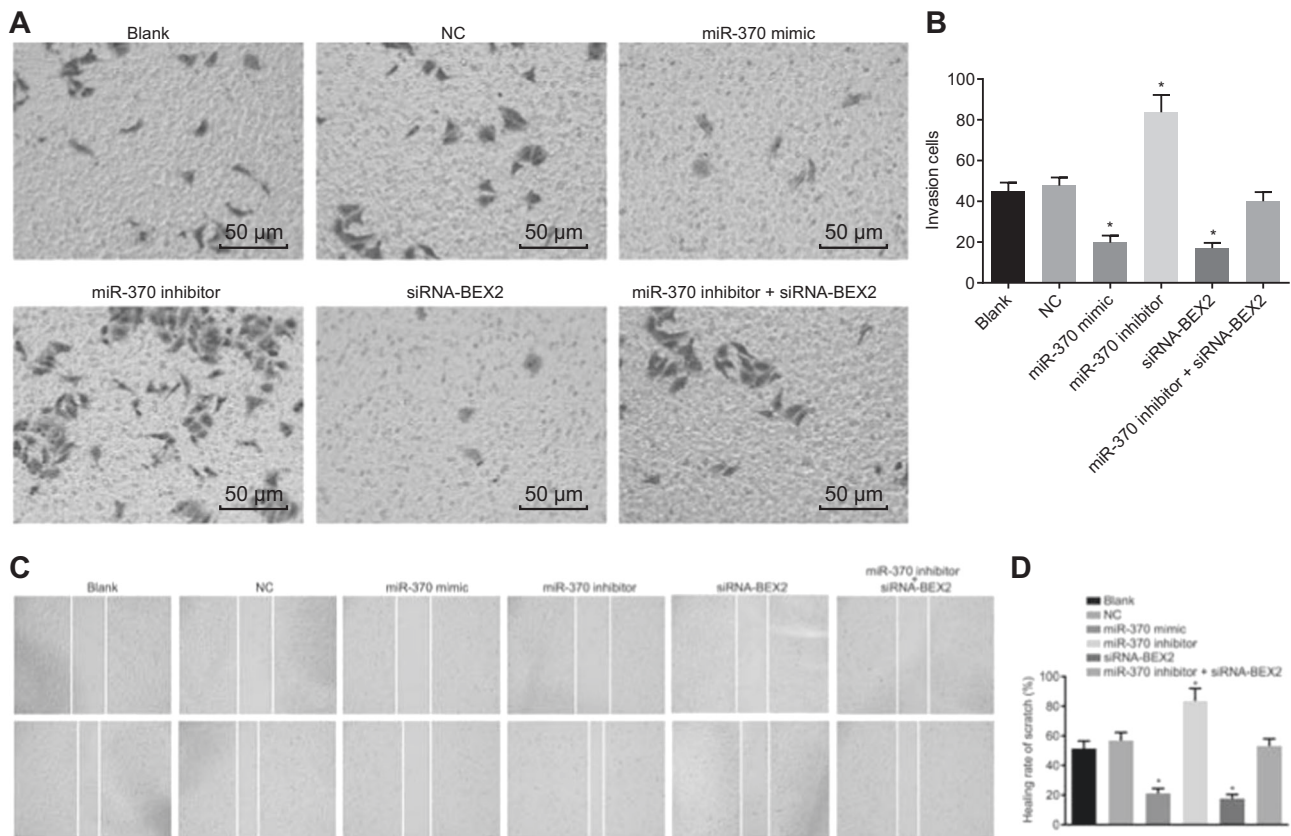 A
Blank
NC
miR-370 mimic
50 µm
50 µm
50 µm
miR-370 inhibitor
siRNA-BEX2
miR-370 inhibitor + siRNA-BEX2
50 µm
50 µm
50 µm
B
Invasion cells
100
80
60
40
20
0
*
*
*
Blank
NC
miR-370 mimic
miR-370 inhibitor
siRNA-BEX2
miR-370 inhibitor + siRNA-BEX2
C
Blank
NC
miR-370 mimic
miR-370 inhibitor
siRNA-BEX2
miR-370 inhibitor
+
siRNA-BEX2
D
Blank
NC
miR-370 mimic
miR-370 inhibitor
siRNA-BEX2
miR-370 inhibitor + siRNA-BEX2
Healing rate of scratch (%)
100
80
60
40
20
0
*
*
*